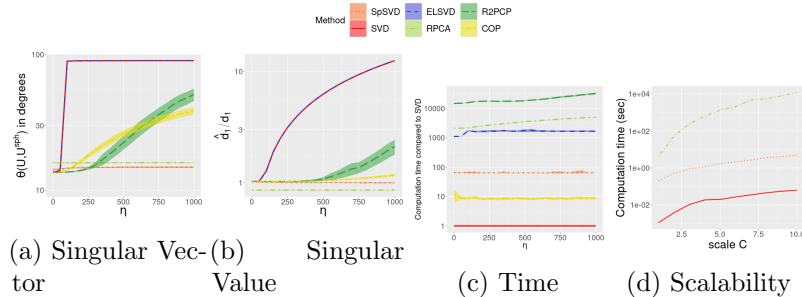 Method
SpSVD ELSVD R2PCP
SVD RPCA COP
θ(U,U^sph) in degrees
100
30
10
0 250 500 750 1000
η
d̂₁/d₁
10
3
1
0 250 500 750 1000
η
Computation time compared to SVD
10000
1000
100
10
1
0 250 500 750 1000
η
Computation time (sec)
1e+04
1e+02
1e+00
1e-02
2.5 5.0 7.5 10.0
scale C
(a) Singular Vec-
tor
(b) Singular
Value
(c) Time
(d) Scalability